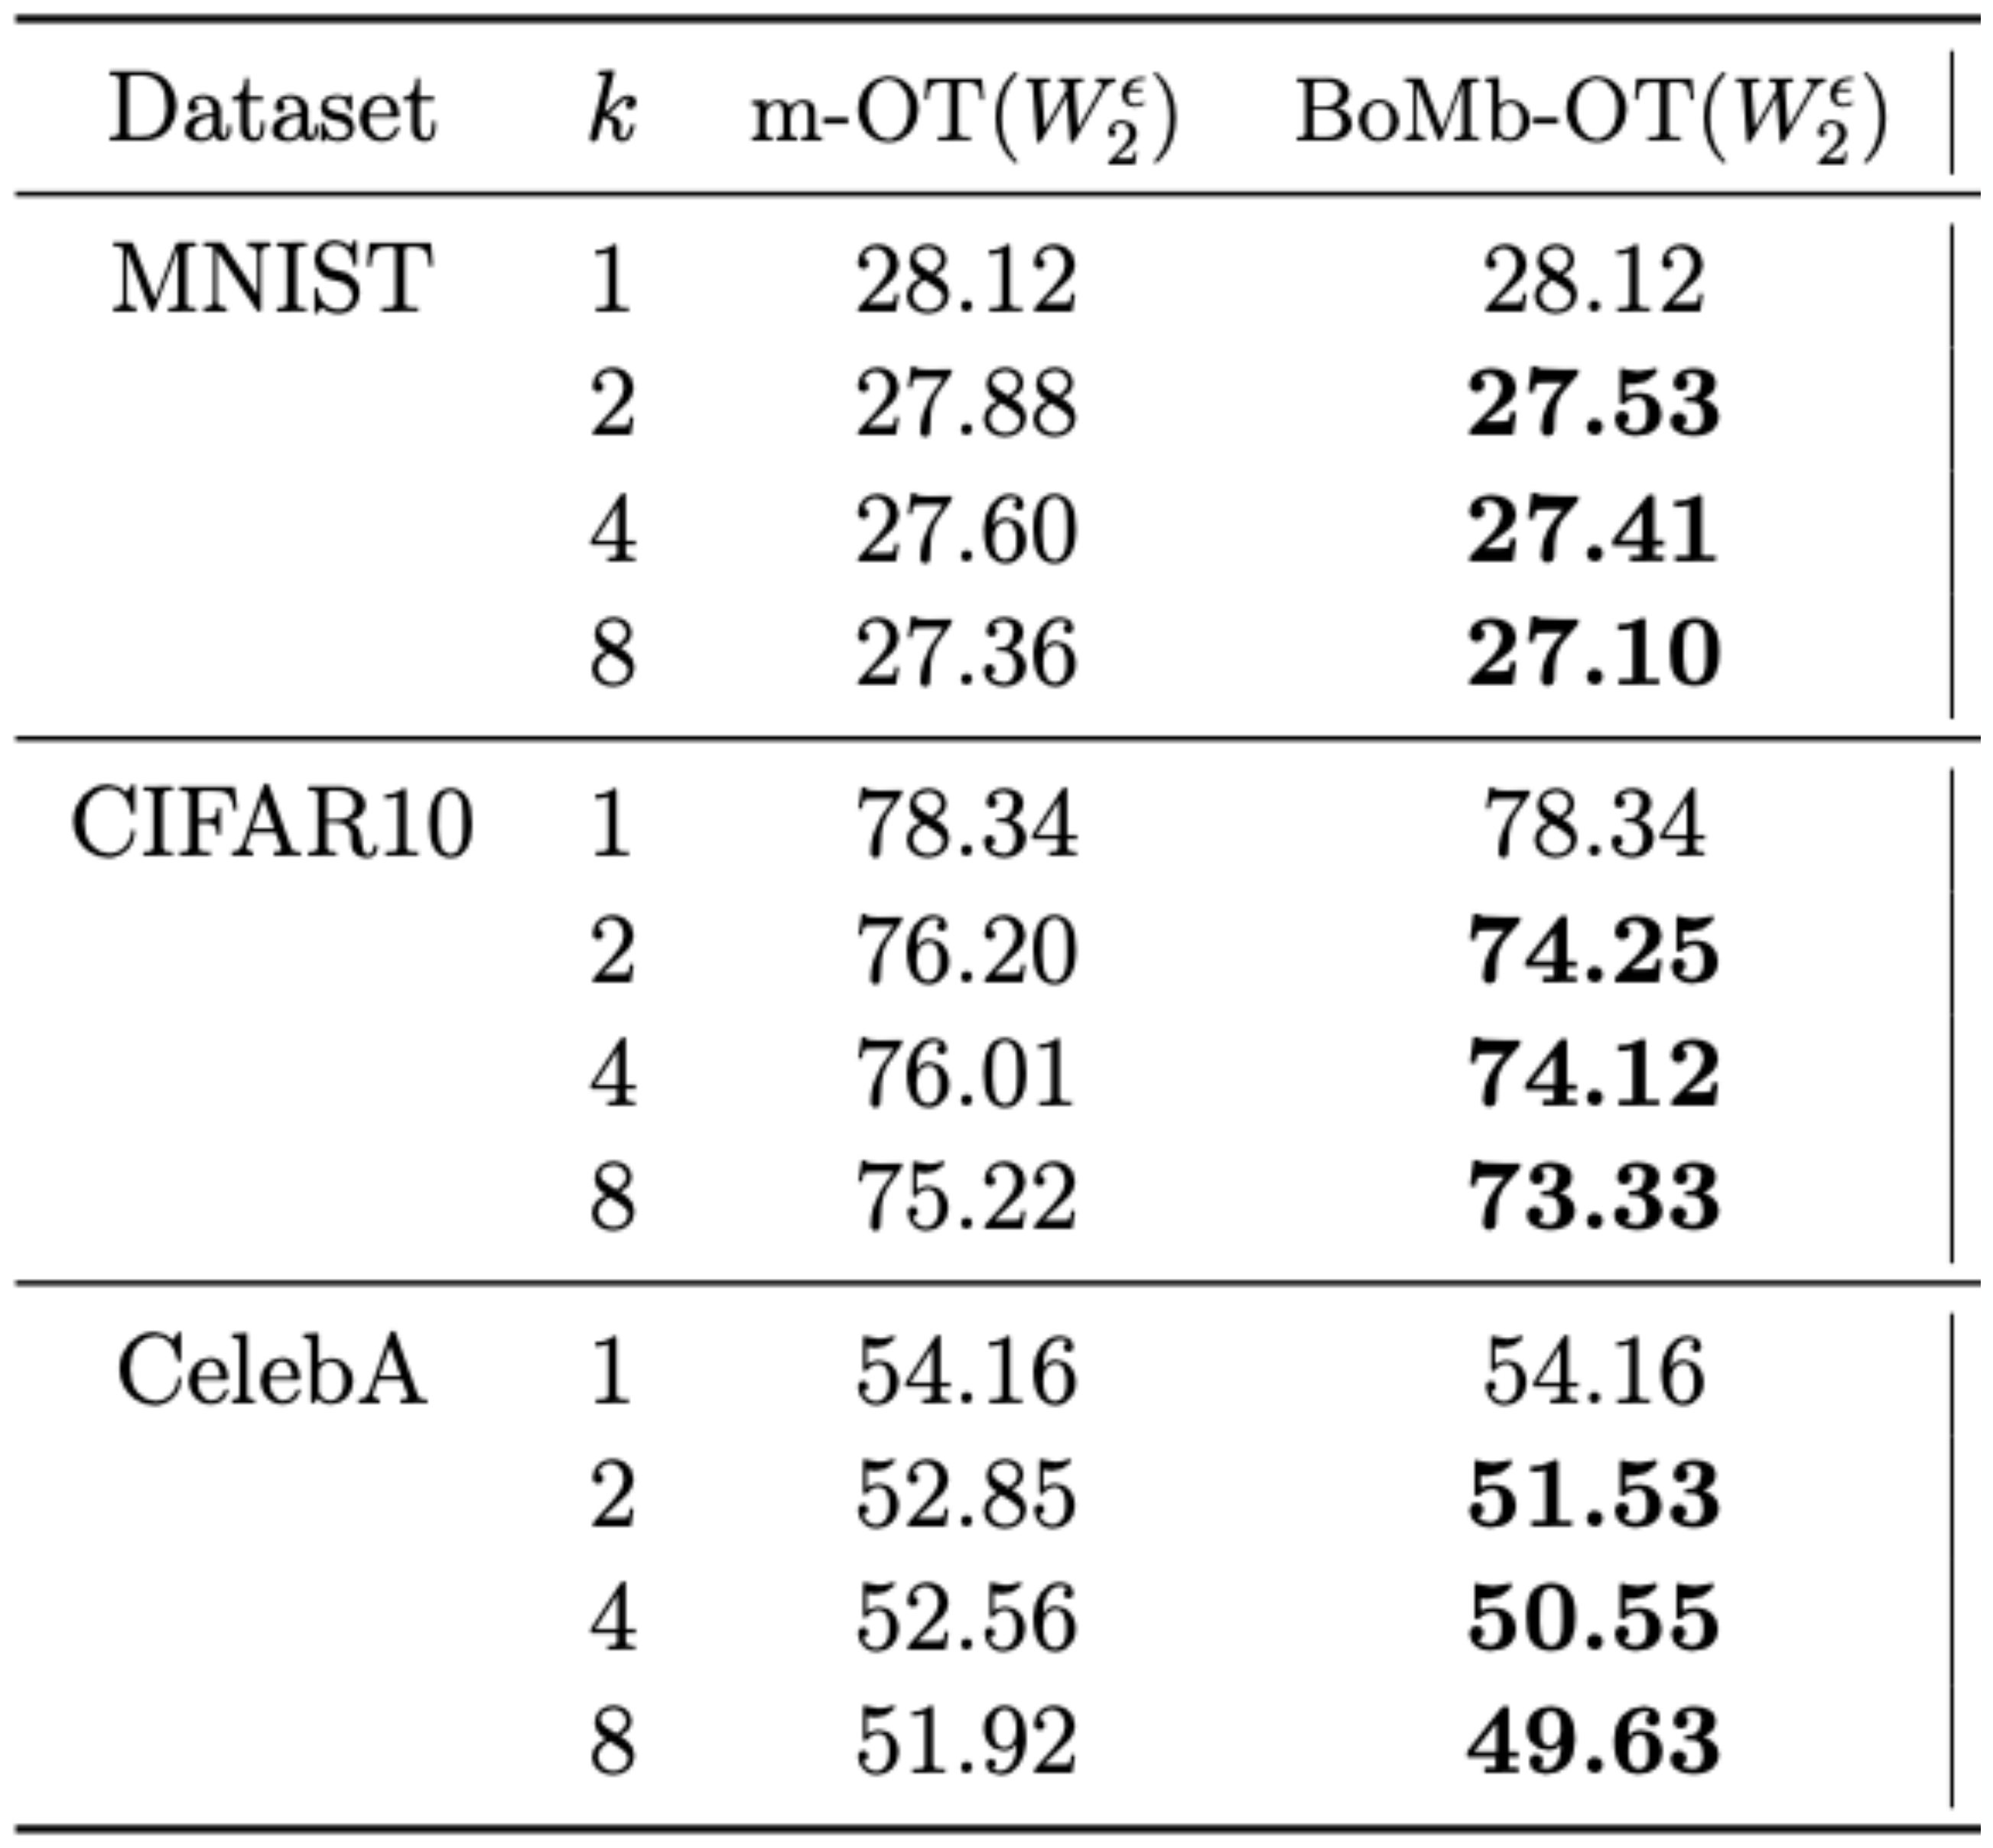 Dataset k m-OT(W₂^ϵ) BoMb-OT(W₂^ϵ)
MNIST 1 28.12 28.12
2 27.88 27.53
4 27.60 27.41
8 27.36 27.10
CIFAR10 1 78.34 78.34
2 76.20 74.25
4 76.01 74.12
8 75.22 73.33
CelebA 1 54.16 54.16
2 52.85 51.53
4 52.56 50.55
8 51.92 49.63